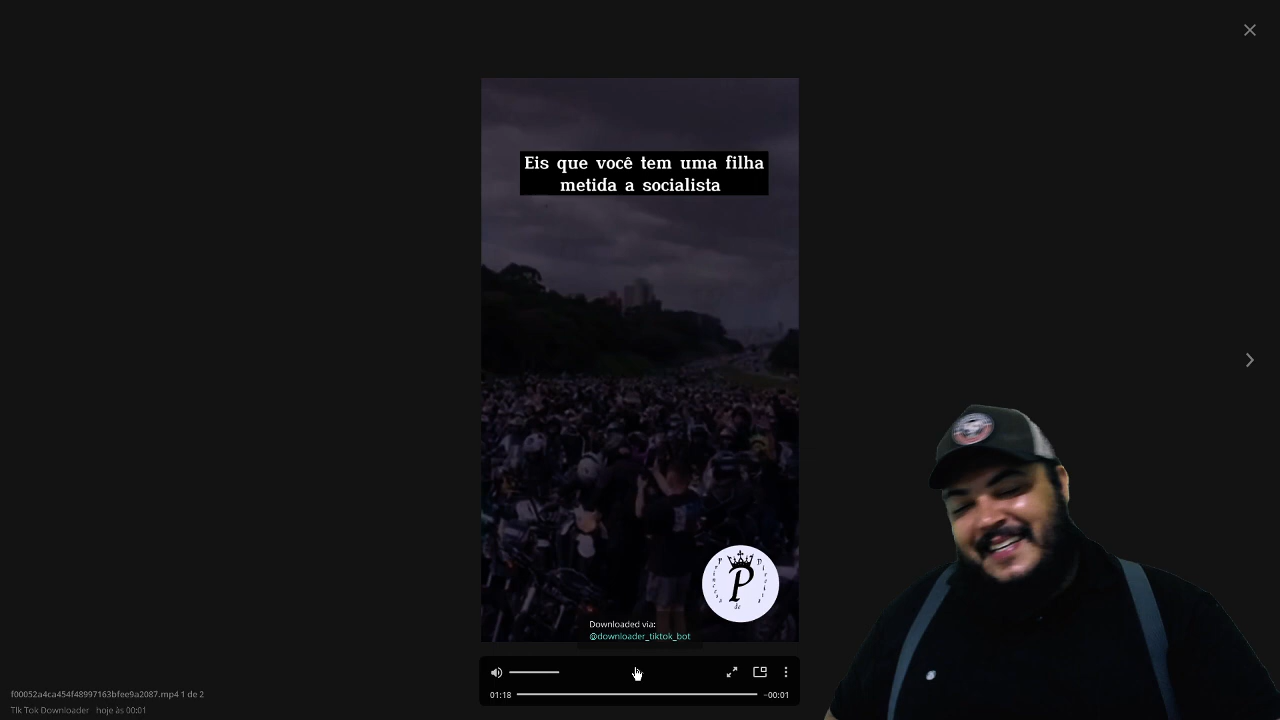 Eis que você tem uma filha
metida a socialista
P
Downloaded via:
@downloader_tiktok_bot
01:18
−00:01
f00052a4ca454f48997163bfee9a2087.mp4 1 de 2
Tik Tok Downloader hoje às 00:01